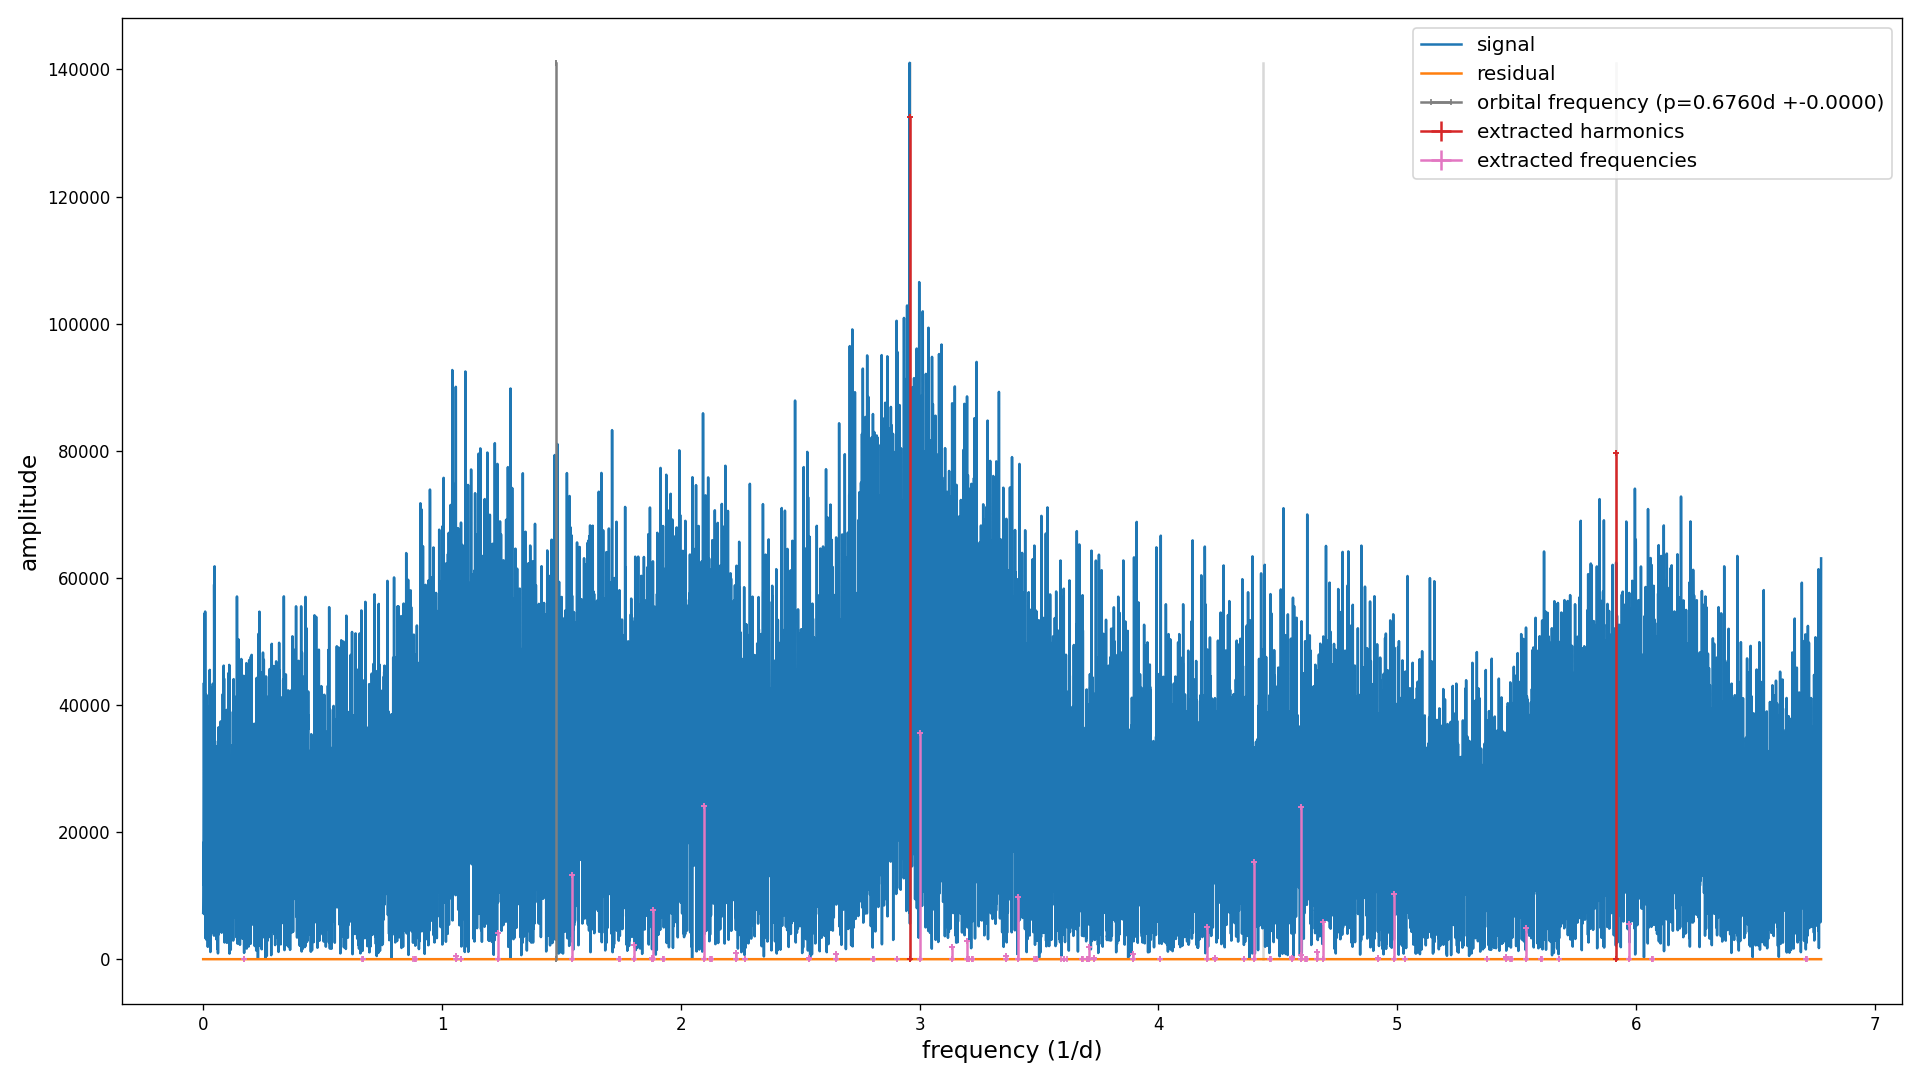 signal
residual
orbital frequency (p=0.6760d +-0.0000)
extracted harmonics
extracted frequencies
140000
120000
100000
80000
60000
40000
20000
0
amplitude
0 1 2 3 4 5 6 7
frequency (1/d)